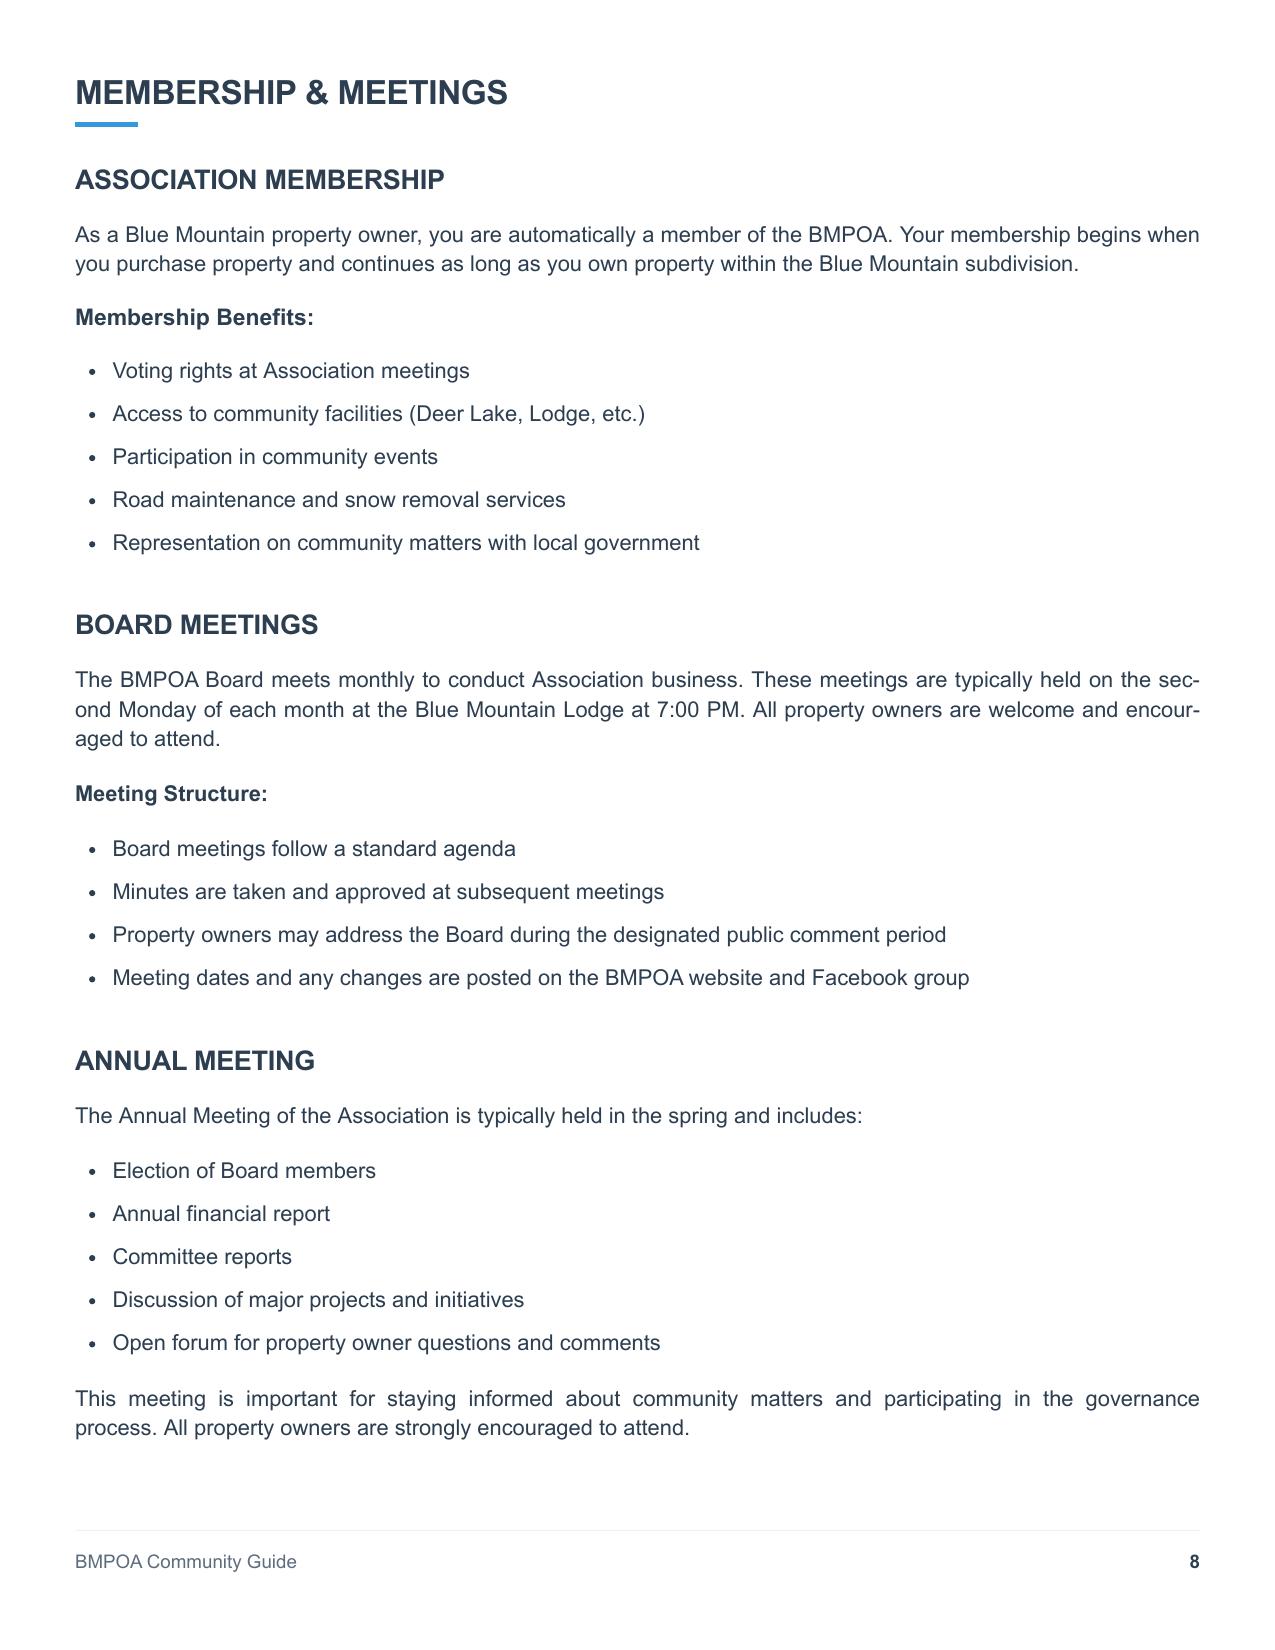 MEMBERSHIP & MEETINGS
ASSOCIATION MEMBERSHIP
As a Blue Mountain property owner, you are automatically a member of the BMPOA. Your membership begins when
you purchase property and continues as long as you own property within the Blue Mountain subdivision.
Membership Benefits:
• Voting rights at Association meetings
• Access to community facilities (Deer Lake, Lodge, etc.)
• Participation in community events
• Road maintenance and snow removal services
• Representation on community matters with local government
BOARD MEETINGS
The BMPOA Board meets monthly to conduct Association business. These meetings are typically held on the sec-
ond Monday of each month at the Blue Mountain Lodge at 7:00 PM. All property owners are welcome and encour-
aged to attend.
Meeting Structure:
• Board meetings follow a standard agenda
• Minutes are taken and approved at subsequent meetings
• Property owners may address the Board during the designated public comment period
• Meeting dates and any changes are posted on the BMPOA website and Facebook group
ANNUAL MEETING
The Annual Meeting of the Association is typically held in the spring and includes:
• Election of Board members
• Annual financial report
• Committee reports
• Discussion of major projects and initiatives
• Open forum for property owner questions and comments
This meeting is important for staying informed about community matters and participating in the governance
process. All property owners are strongly encouraged to attend.
BMPOA Community Guide 8